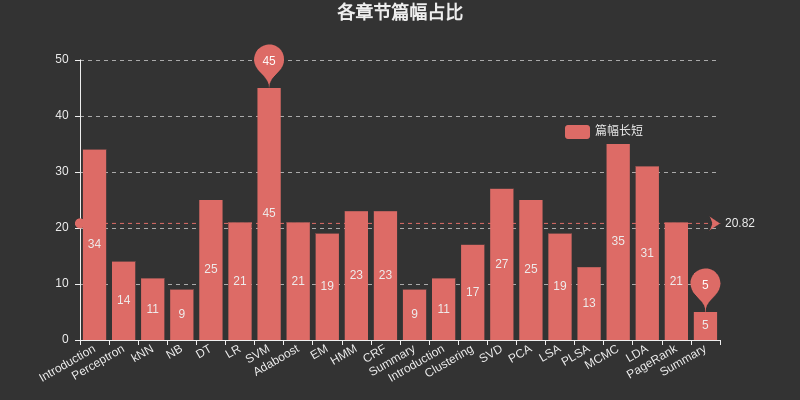 各章节篇幅占比
篇幅长短
50
40
30
20
10
0
45
5
20.82
34
14
11
9
25
21
45
21
19
23
23
9
11
17
27
25
19
13
35
31
21
5
Introduction
Perceptron
kNN
NB
DT
LR
SVM
Adaboost
EM
HMM
CRF
Summary
Introduction
Clustering
SVD
PCA
LSA
PLSA
MCMC
LDA
PageRank
Summary